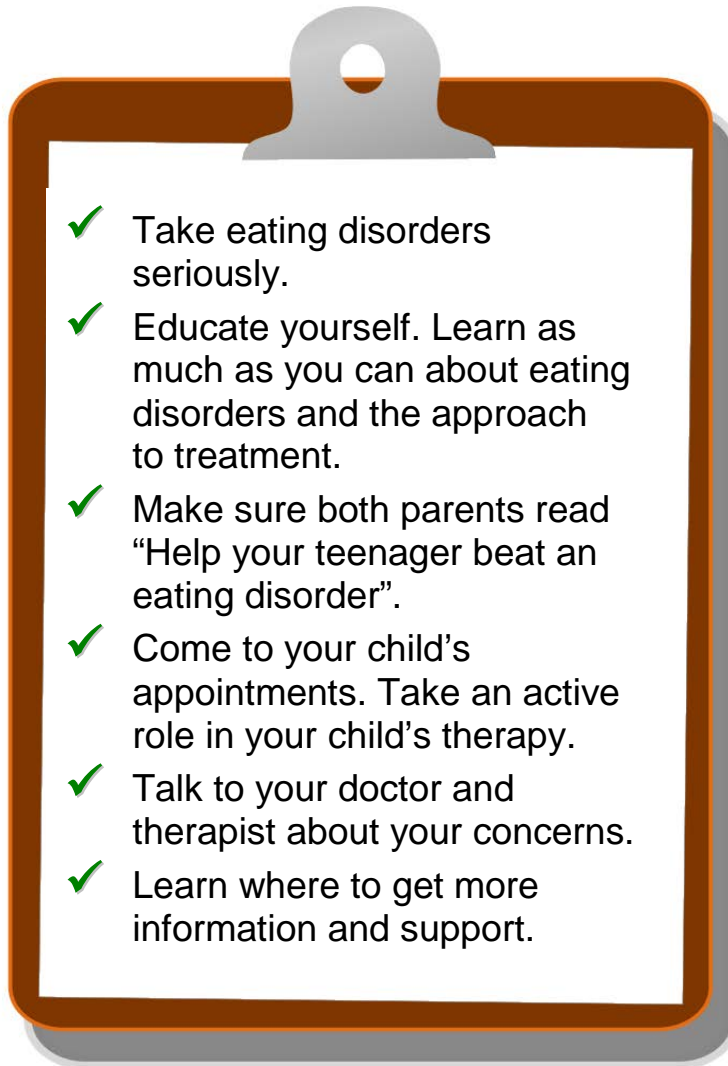 Take eating disorders
seriously.
Educate yourself. Learn as
much as you can about eating
disorders and the approach
to treatment.
Make sure both parents read
“Help your teenager beat an
eating disorder”.
Come to your child’s
appointments. Take an active
role in your child’s therapy.
Talk to your doctor and
therapist about your concerns.
Learn where to get more
information and support.